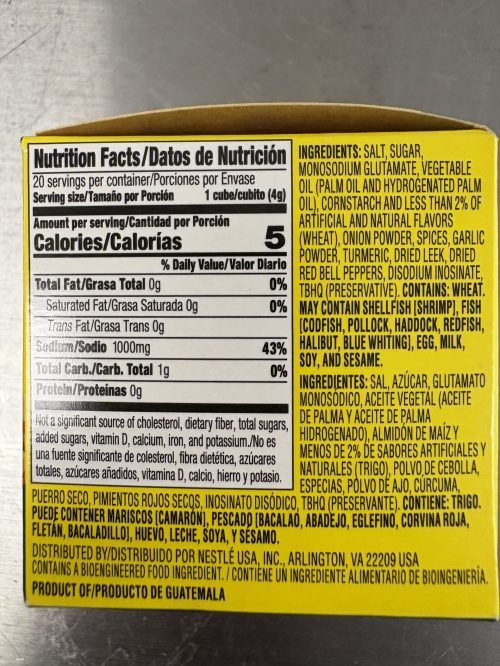 Nutrition Facts/Datos de Nutrición
20 servings per container/Porciones por Envase
Serving size/Tamaño por Porción 1 cube/cubito (4g)
Amount per serving/Cantidad por Porción
Calories/Calorías 5
% Daily Value/Valor Diario
Total Fat/Grasa Total 0g 0%
Saturated Fat/Grasa Saturada 0g 0%
Trans Fat/Grasa Trans 0g
Sodium/Sodio 1000mg 43%
Total Carb./Carb. Total 1g 0%
Protein/Proteínas 0g
Not a significant source of cholesterol, dietary fiber, total sugars,
added sugars, vitamin D, calcium, iron, and potassium./No es
una fuente significante de colesterol, fibra dietética, azúcares
totales, azúcares añadidos, vitamina D, calcio, hierro y potasio.
INGREDIENTS: SALT, SUGAR,
MONOSODIUM GLUTAMATE, VEGETABLE
OIL (PALM OIL AND HYDROGENATED PALM
OIL), CORNSTARCH AND LESS THAN 2% OF
ARTIFICIAL AND NATURAL FLAVORS
(WHEAT), ONION POWDER, SPICES, GARLIC
POWDER, TURMERIC, DRIED LEEK, DRIED
RED BELL PEPPERS, DISODIUM INOSINATE,
TBHQ (PRESERVATIVE). CONTAINS: WHEAT.
MAY CONTAIN SHELLFISH [SHRIMP], FISH
[CODFISH, POLLOCK, HADDOCK, REDFISH,
HALIBUT, BLUE WHITING], EGG, MILK,
SOY, AND SESAME.
INGREDIENTES: SAL, AZÚCAR, GLUTAMATO
MONOSÓDICO, ACEITE VEGETAL (ACEITE
DE PALMA Y ACEITE DE PALMA
HIDROGENADO), ALMIDÓN DE MAÍZ Y
MENOS DE 2% DE SABORES ARTIFICIALES Y
NATURALES (TRIGO), POLVO DE CEBOLLA,
ESPECIAS, POLVO DE AJO, CÚRCUMA,
PUERRO SECO, PIMIENTOS ROJOS SECOS, INOSINATO DISÓDICO, TBHQ (PRESERVANTE). CONTIENE: TRIGO.
PUEDE CONTENER MARISCOS [CAMARÓN], PESCADO [BACALAO, ABADEJO, EGLEFINO, CORVINA ROJA,
FLETÁN, BACALADILLO], HUEVO, LECHE, SOYA, Y SÉSAMO.
DISTRIBUTED BY/DISTRIBUIDO POR NESTLÉ USA, INC., ARLINGTON, VA 22209 USA
CONTAINS A BIOENGINEERED FOOD INGREDIENT. / CONTIENE UN INGREDIENTE ALIMENTARIO DE BIOINGENIERÍA.
PRODUCT OF/PRODUCTO DE GUATEMALA